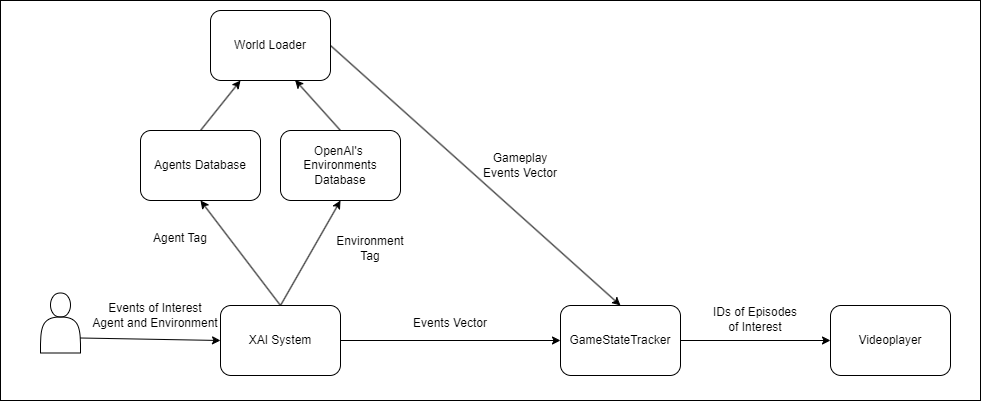 World Loader
Agents Database
OpenAI's
Environments
Database
Gameplay
Events Vector
Agent Tag
Environment
Tag
Events of Interest
Agent and Environment
XAI System
Events Vector
GameStateTracker
IDs of Episodes
of Interest
Videoplayer